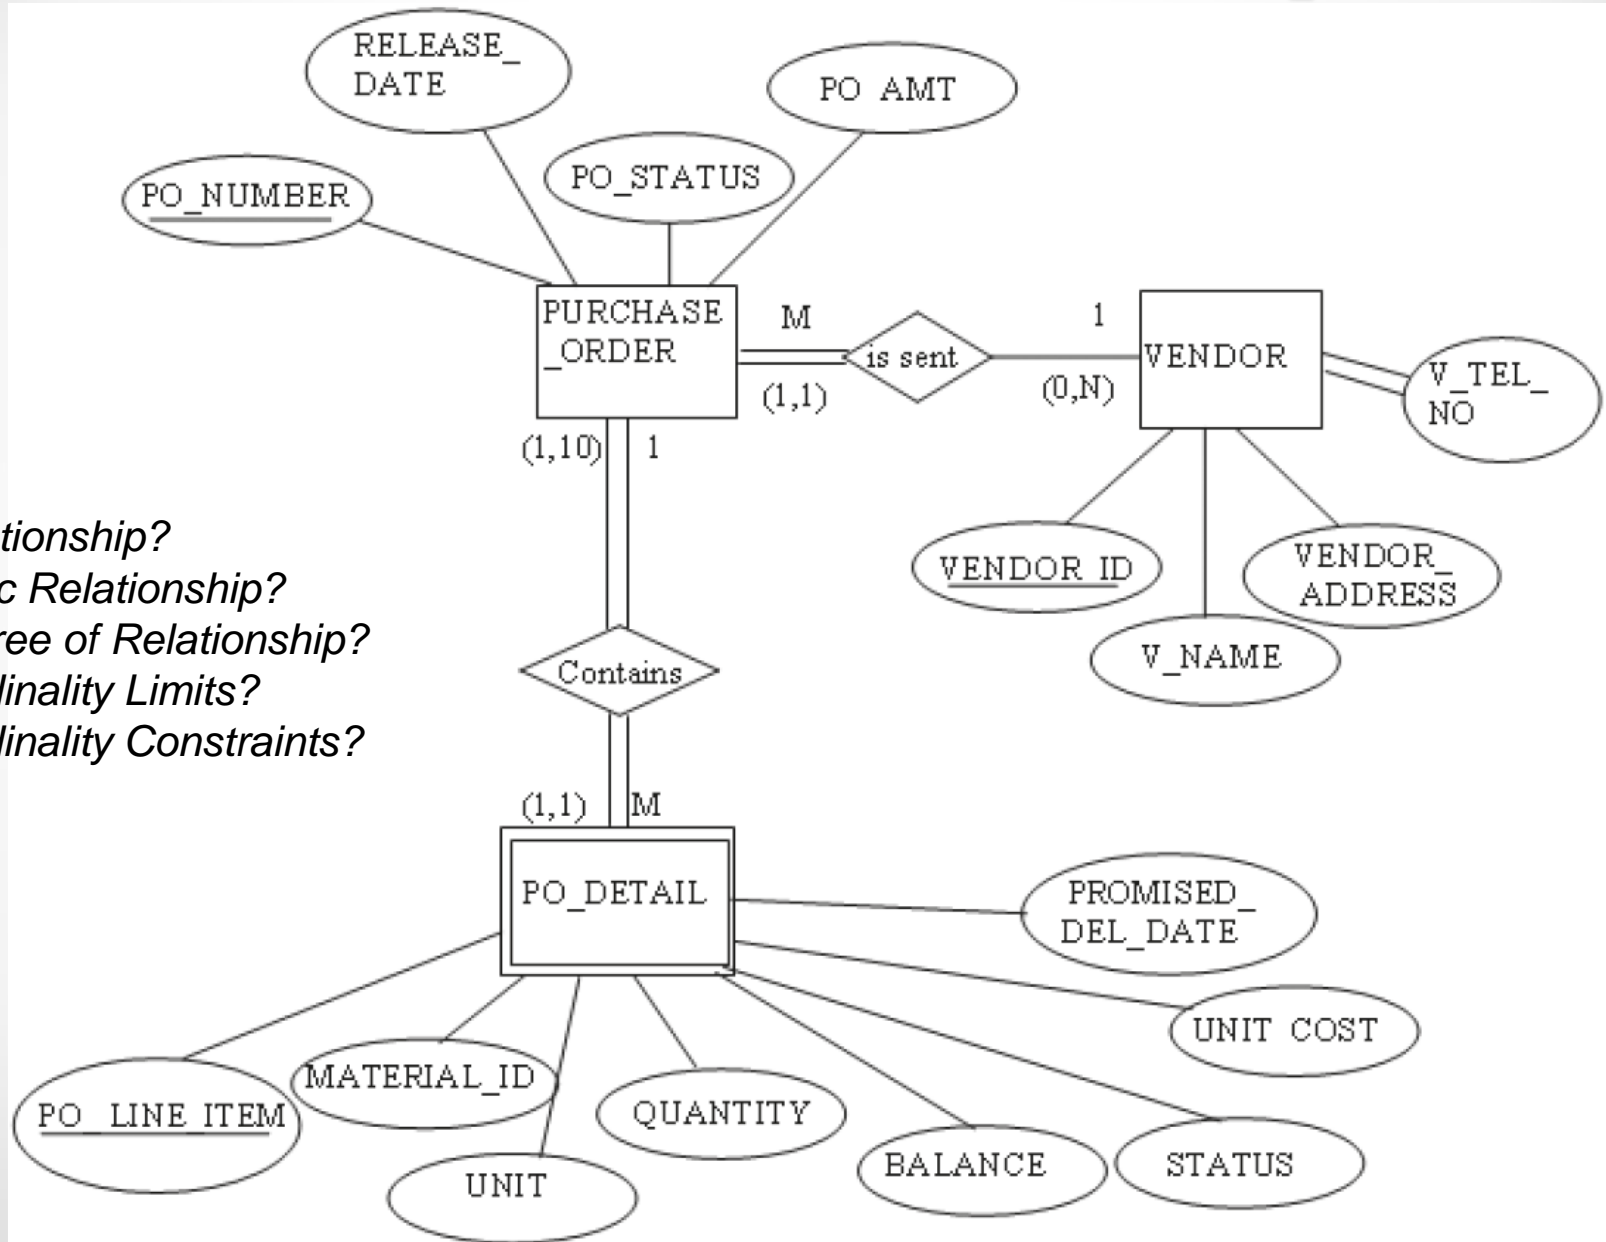 RELEASE_
DATE
PO AMT
PO_STATUS
PO_NUMBER
PURCHASE
_ORDER
M
is sent
1
VENDOR
V_TEL_
NO
(1,1)
(0,N)
(1,10)
1
VENDOR ID
VENDOR_
ADDRESS
V_NAME
tionship?
c Relationship?
ree of Relationship?
linality Limits?
linality Constraints?
Contains
(1,1)
M
PO_DETAIL
PROMISED_
DEL_DATE
UNIT COST
PO_ LINE ITEM
MATERIAL_ID
UNIT
QUANTITY
BALANCE
STATUS